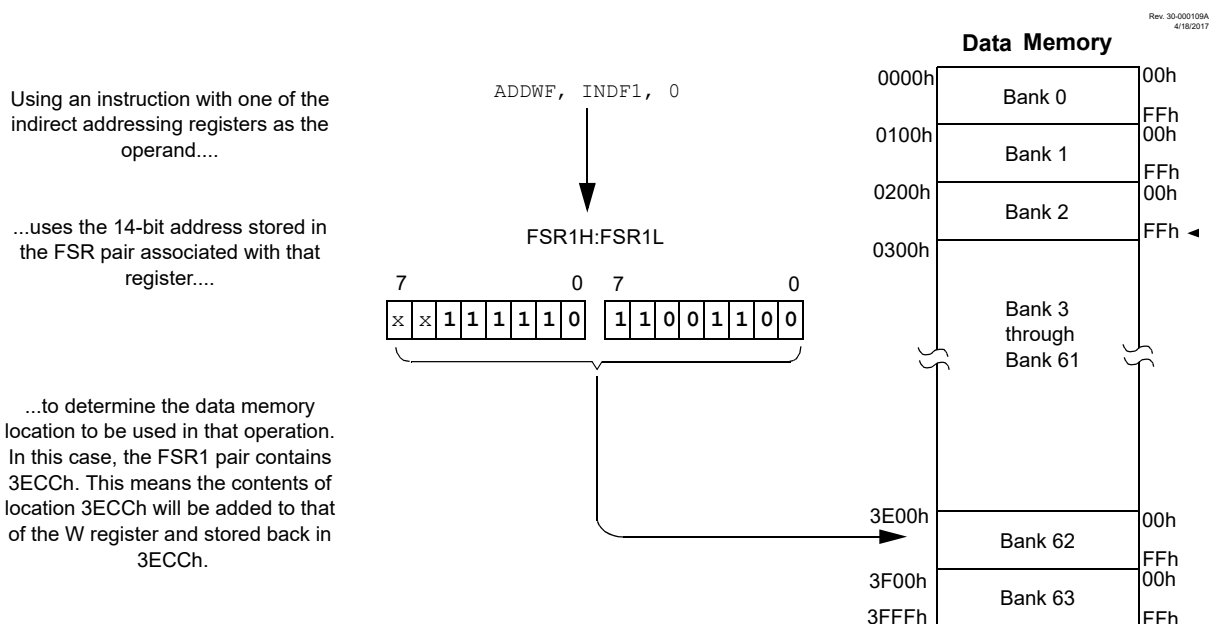 Rev. 30-000109A
4/18/2017
Data Memory
Using an instruction with one of the
indirect addressing registers as the
operand....
ADDWF, INDF1, 0
...uses the 14-bit address stored in
the FSR pair associated with that
register....
FSR1H:FSR1L
7 0 7 0
x x 1 1 1 1 1 0 1 1 0 0 1 1 0 0
...to determine the data memory
location to be used in that operation.
In this case, the FSR1 pair contains
3ECCh. This means the contents of
location 3ECCh will be added to that
of the W register and stored back in
3ECCh.
0000h 00h
Bank 0
FFh
0100h 00h
Bank 1
FFh
0200h 00h
Bank 2
FFh
0300h
Bank 3
through
Bank 61
3E00h 00h
Bank 62
FFh
3F00h 00h
Bank 63
3FFFh FFh